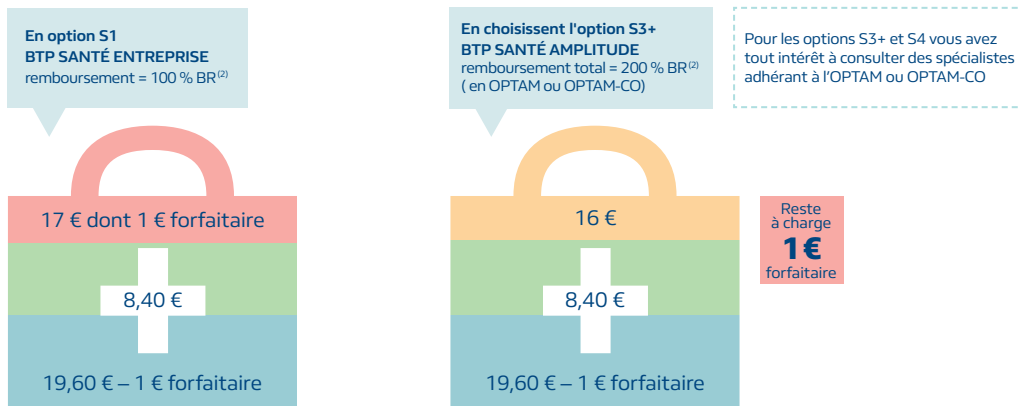 En option S1
BTP SANTÉ ENTREPRISE
remboursement = 100 % BR(2)
17 € dont 1 € forfaitaire
8,40 €
19,60 € – 1 € forfaitaire
En choisissent l'option S3+
BTP SANTÉ AMPLITUDE
remboursement total = 200 % BR(2)
( en OPTAM ou OPTAM-CO)
16 €
8,40 €
19,60 € – 1 € forfaitaire
Reste
à charge
1 €
forfaitaire
Pour les options S3+ et S4 vous avez
tout intérêt à consulter des spécialistes
adhérant à l'OPTAM ou OPTAM-CO